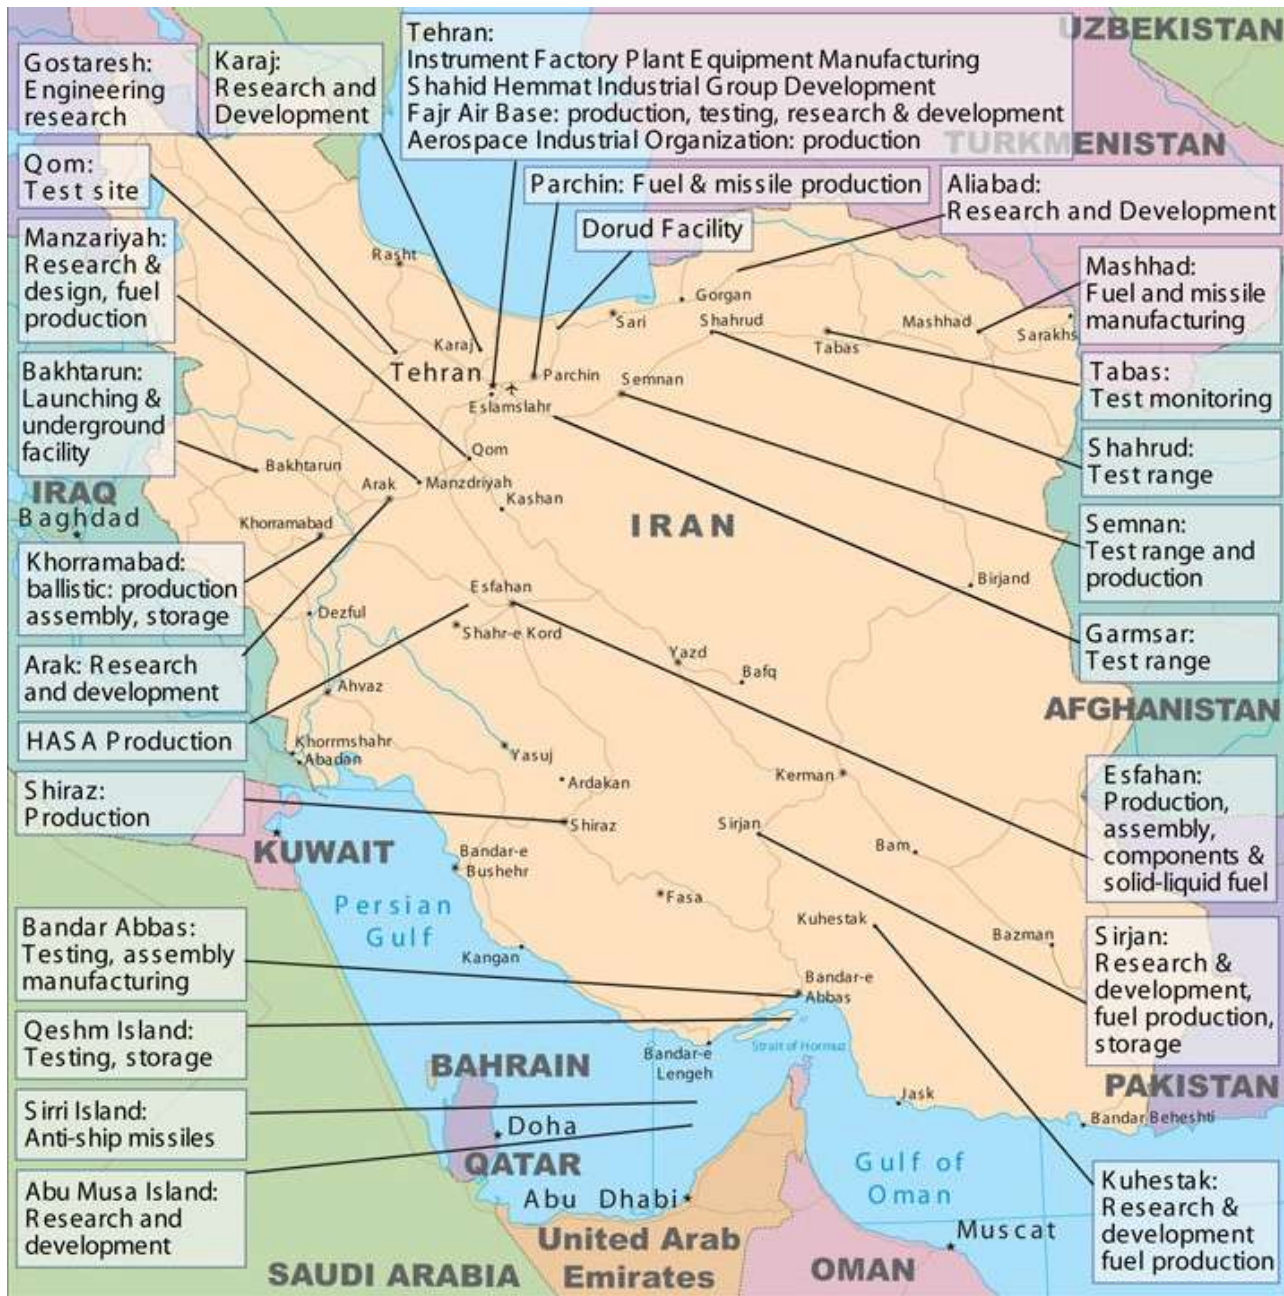 Gostaresh:
Engineering
research
Karaj:
Research and
Development
Tehran:
Instrument Factory Plant Equipment Manufacturing
Shahid Hemmat Industrial Group Development
Fajr Air Base: production, testing, research & development
Aerospace Industrial Organization: production
UZBEKISTAN
TURKMENISTAN
Qom:
Test site
Parchin: Fuel & missile production
Aliabad:
Research and Development
Dorud Facility
Manzariyah:
Research &
design, fuel
production
Mashhad:
Fuel and missile
manufacturing
Rasht
Gorgan
Sari
Shahrud
Mashhad
Sarakhs
Karaj
Tabas
Tehran
Parchin
Semnan
Eslamslahr
Bakhtarun:
Launching &
underground
facility
Tabas:
Test monitoring
Shahrud:
Test range
Qom
Bakhtarun
Arak
Manzdriyah
Kashan
IRAQ
Baghdad
Khorramabad
IRAN
Semnan:
Test range and
production
Khorramabad:
ballistic: production
assembly, storage
Esfahan
Birjand
Dezful
Shahr-e Kord
Garmsar:
Test range
Arak: Research
and development
Yazd
Bafq
Ahvaz
AFGHANISTAN
HASA Production
Khorrmshahr
Abadan
Yasuj
Ardakan
Kerman
Esfahan:
Production,
assembly,
components &
solid-liquid fuel
Shiraz:
Production
Shiraz
Sirjan
KUWAIT
Bandar-e
Bushehr
Bam
Persian
Gulf
Fasa
Kuhestak
Bazman
Kangan
Bandar Abbas:
Testing, assembly
manufacturing
Sirjan:
Research &
development,
fuel production,
storage
Bandar-e
Abbas
Qeshm Island:
Testing, storage
Strait of Hormuz
Bandar-e
Lengeh
BAHRAIN
PAKISTAN
Jask
Bandar Beheshti
Sirri Island:
Anti-ship missiles
Doha
QATAR
Gulf of
Oman
Abu Musa Island:
Research and
development
Abu Dhabi
Kuhestak:
Research &
development
fuel production
Muscat
United Arab
Emirates
SAUDI ARABIA
OMAN